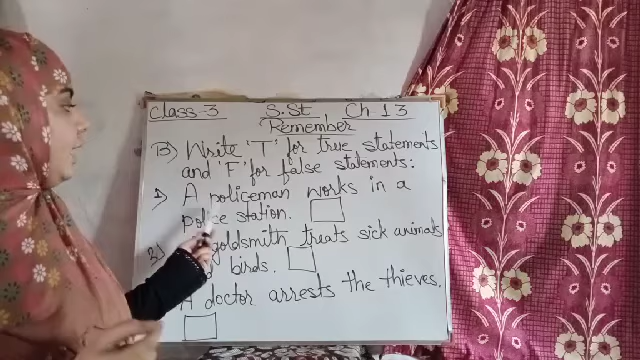 Class-3 S.St Ch 13
Remember
B) Write 'T' for true statements
and 'F' for false statements:
1) A policeman works in a
police station.
2) goldsmith treats sick animals
birds.
A doctor arrests the thieves.